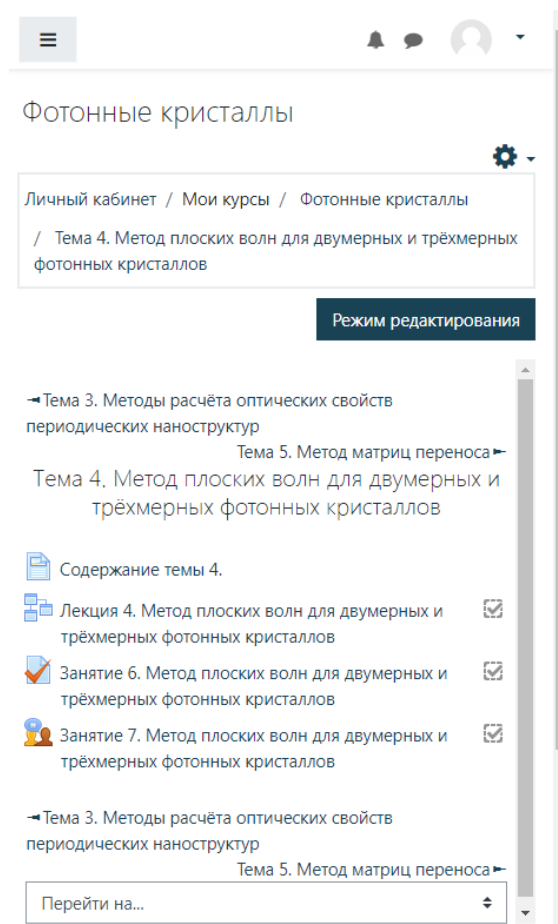 Фотонные кристаллы
Личный кабинет / Мои курсы / Фотонные кристаллы
/ Тема 4. Метод плоских волн для двумерных и трёхмерных
фотонных кристаллов
Режим редактирования
Тема 3. Методы расчёта оптических свойств
периодических наноструктур
Тема 5. Метод матриц переноса
Тема 4. Метод плоских волн для двумерных и
трёхмерных фотонных кристаллов
Содержание темы 4.
Лекция 4. Метод плоских волн для двумерных и
трёхмерных фотонных кристаллов
Занятие 6. Метод плоских волн для двумерных и
трёхмерных фотонных кристаллов
Занятие 7. Метод плоских волн для двумерных и
трёхмерных фотонных кристаллов
Тема 3. Методы расчёта оптических свойств
периодических наноструктур
Тема 5. Метод матриц переноса
Перейти на...